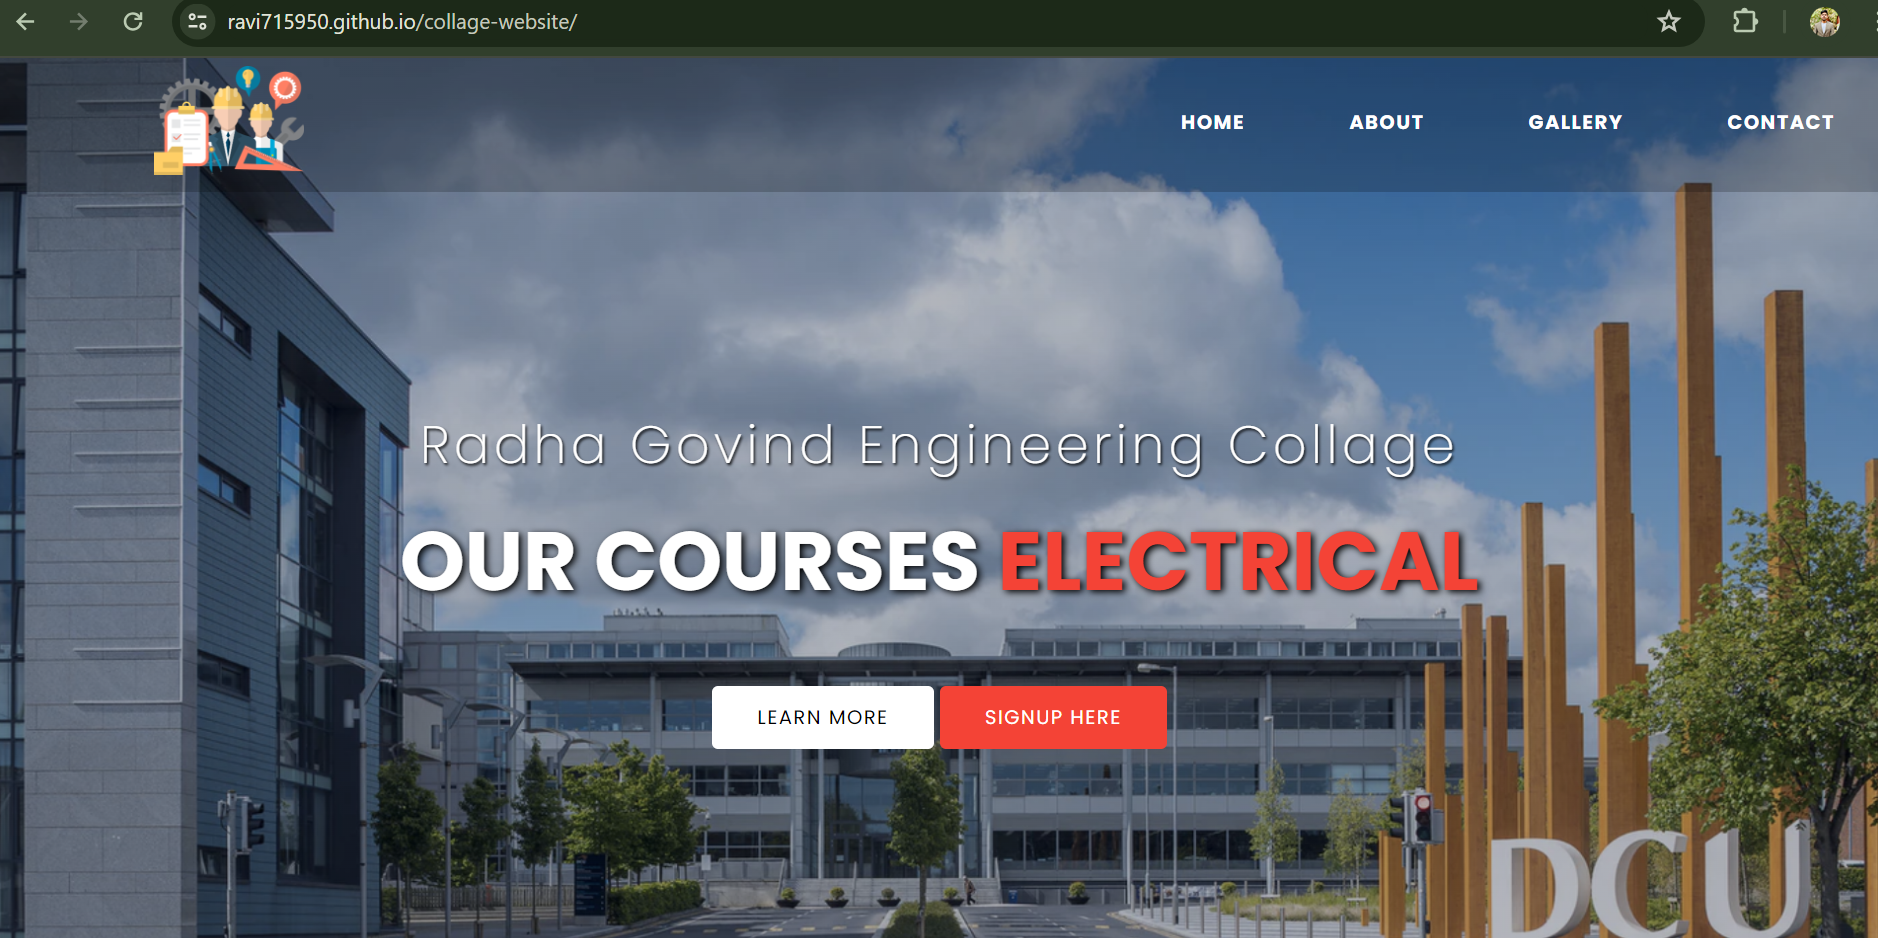 ravi715950.github.io/collage-website/
HOME ABOUT GALLERY CONTACT
Radha Govind Engineering Collage
OUR COURSES ELECTRICAL
LEARN MORE SIGNUP HERE
DCU